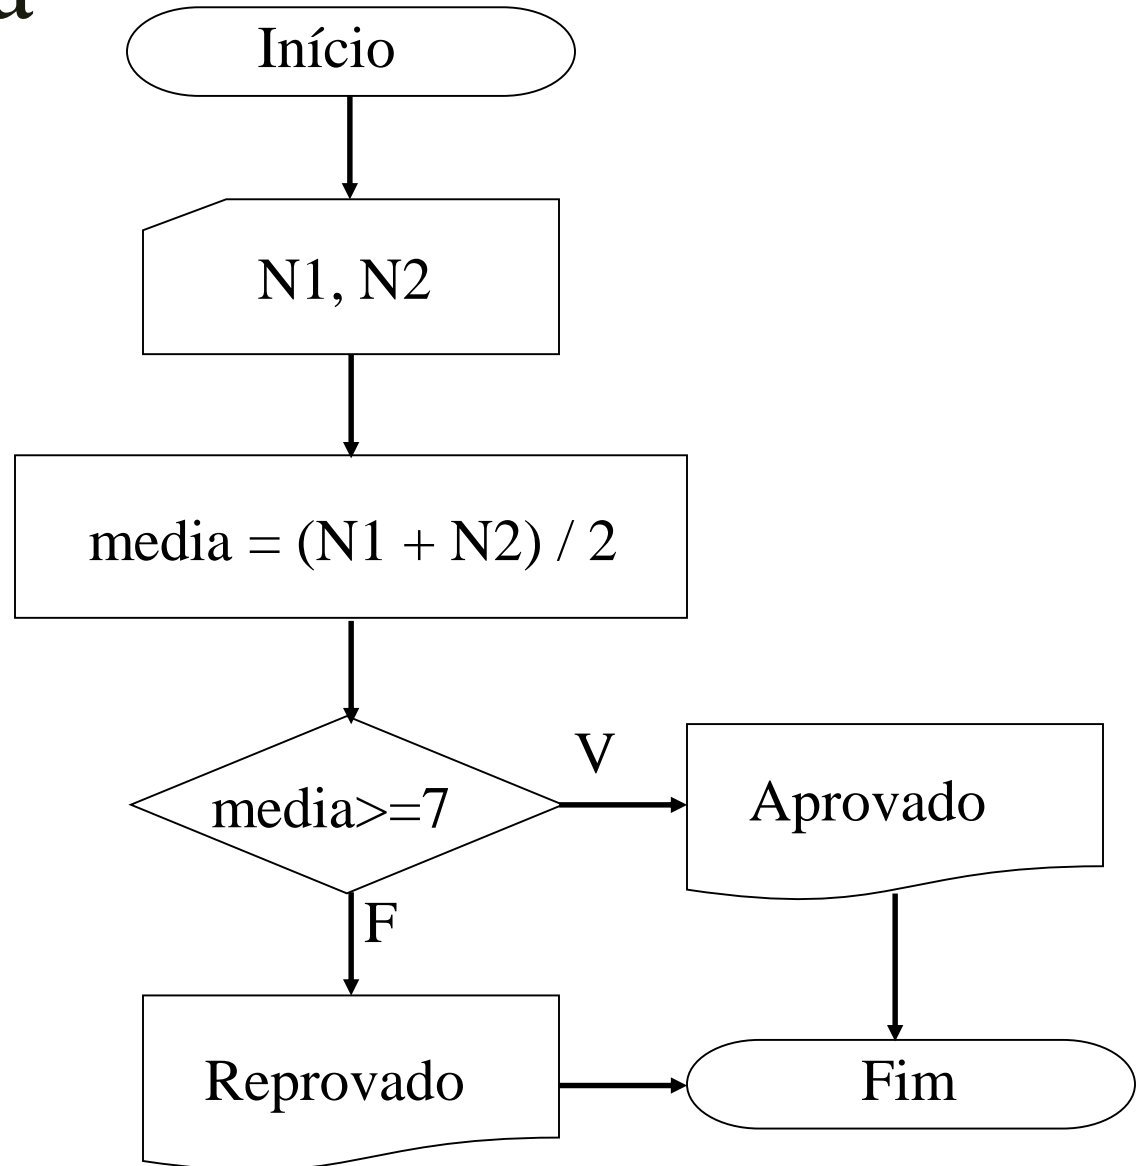 Início
N1, N2
media = (N1 + N2) / 2
media>=7
V
Aprovado
F
Reprovado
Fim